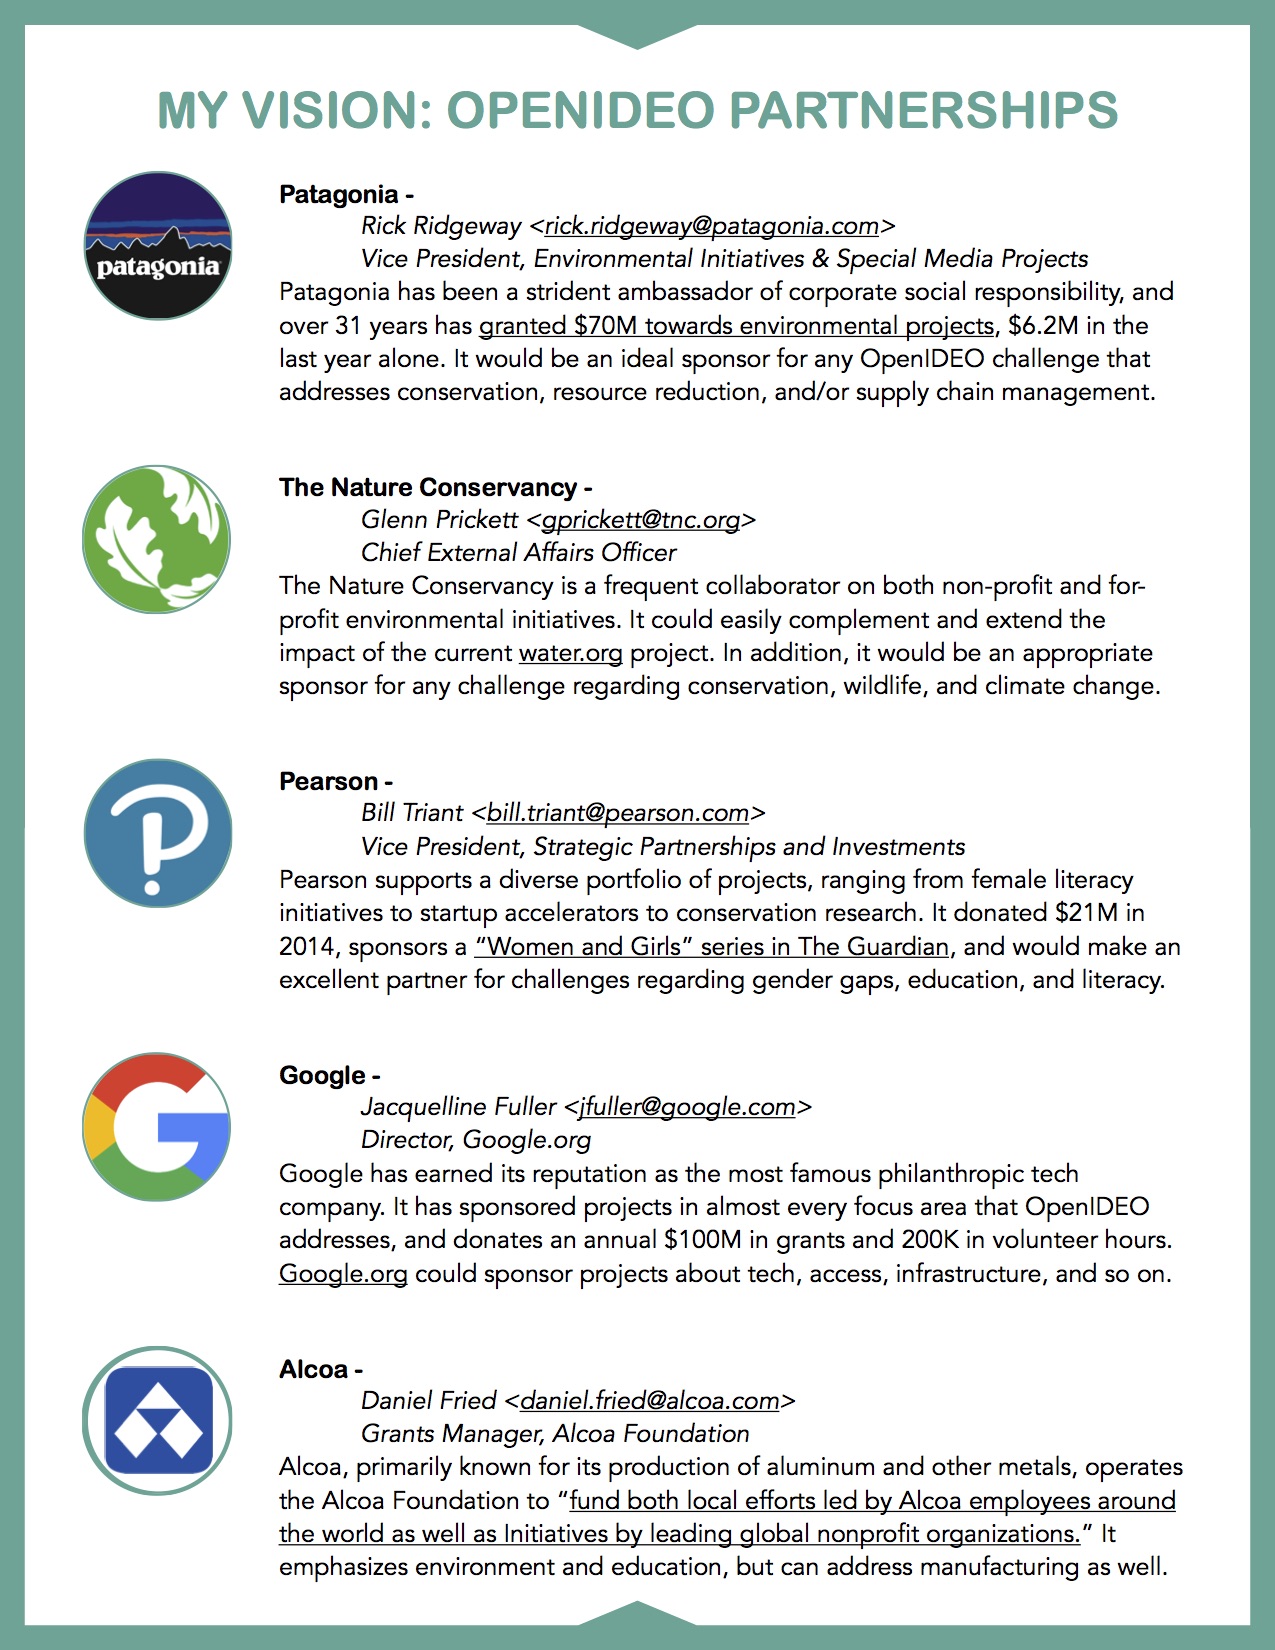 MY VISION: OPENIDEO PARTNERSHIPS
patagonia
Patagonia -
Rick Ridgeway <rick.ridgeway@patagonia.com>
Vice President, Environmental Initiatives & Special Media Projects
Patagonia has been a strident ambassador of corporate social responsibility, and
over 31 years has granted $70M towards environmental projects, $6.2M in the
last year alone. It would be an ideal sponsor for any OpenIDEO challenge that
addresses conservation, resource reduction, and/or supply chain management.
The Nature Conservancy -
Glenn Prickett <gprickett@tnc.org>
Chief External Affairs Officer
The Nature Conservancy is a frequent collaborator on both non-profit and for-
profit environmental initiatives. It could easily complement and extend the
impact of the current water.org project. In addition, it would be an appropriate
sponsor for any challenge regarding conservation, wildlife, and climate change.
Pearson -
Bill Triant <bill.triant@pearson.com>
Vice President, Strategic Partnerships and Investments
Pearson supports a diverse portfolio of projects, ranging from female literacy
initiatives to startup accelerators to conservation research. It donated $21M in
2014, sponsors a “Women and Girls” series in The Guardian, and would make an
excellent partner for challenges regarding gender gaps, education, and literacy.
Google -
Jacquelline Fuller <jfuller@google.com>
Director, Google.org
Google has earned its reputation as the most famous philanthropic tech
company. It has sponsored projects in almost every focus area that OpenIDEO
addresses, and donates an annual $100M in grants and 200K in volunteer hours.
Google.org could sponsor projects about tech, access, infrastructure, and so on.
Alcoa -
Daniel Fried <daniel.fried@alcoa.com>
Grants Manager, Alcoa Foundation
Alcoa, primarily known for its production of aluminum and other metals, operates
the Alcoa Foundation to “fund both local efforts led by Alcoa employees around
the world as well as Initiatives by leading global nonprofit organizations.” It
emphasizes environment and education, but can address manufacturing as well.